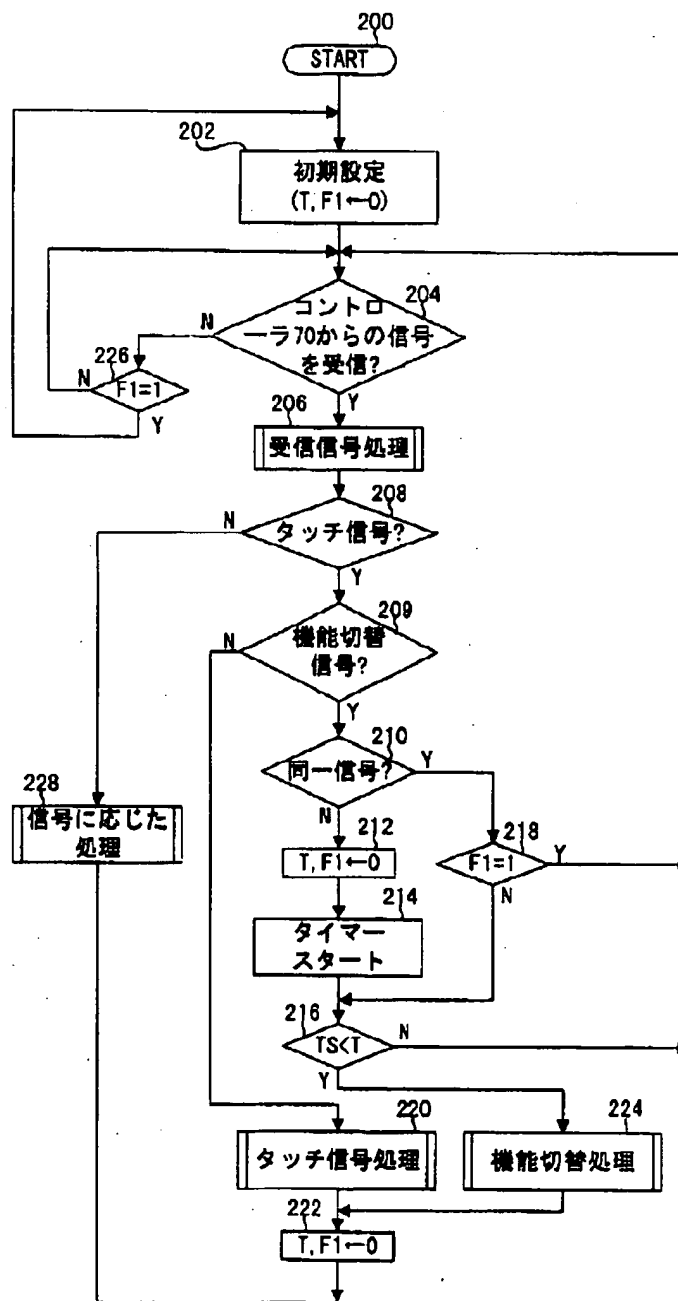 200
START
202
初期設定
(T, F1←0)
204
コントロ
ーラ70からの信号
を受信?
N
226
F1=1
N
Y
Y
206
受信信号処理
208
タッチ信号?
N
Y
209
機能切替
信号?
N
Y
210
同一信号?
Y
N
228
信号に応じた
処理
212
T, F1←0
218
F1=1
Y
N
214
タイマー
スタート
216
TS<T
N
Y
220
タッチ信号処理
224
機能切替処理
222
T, F1←0